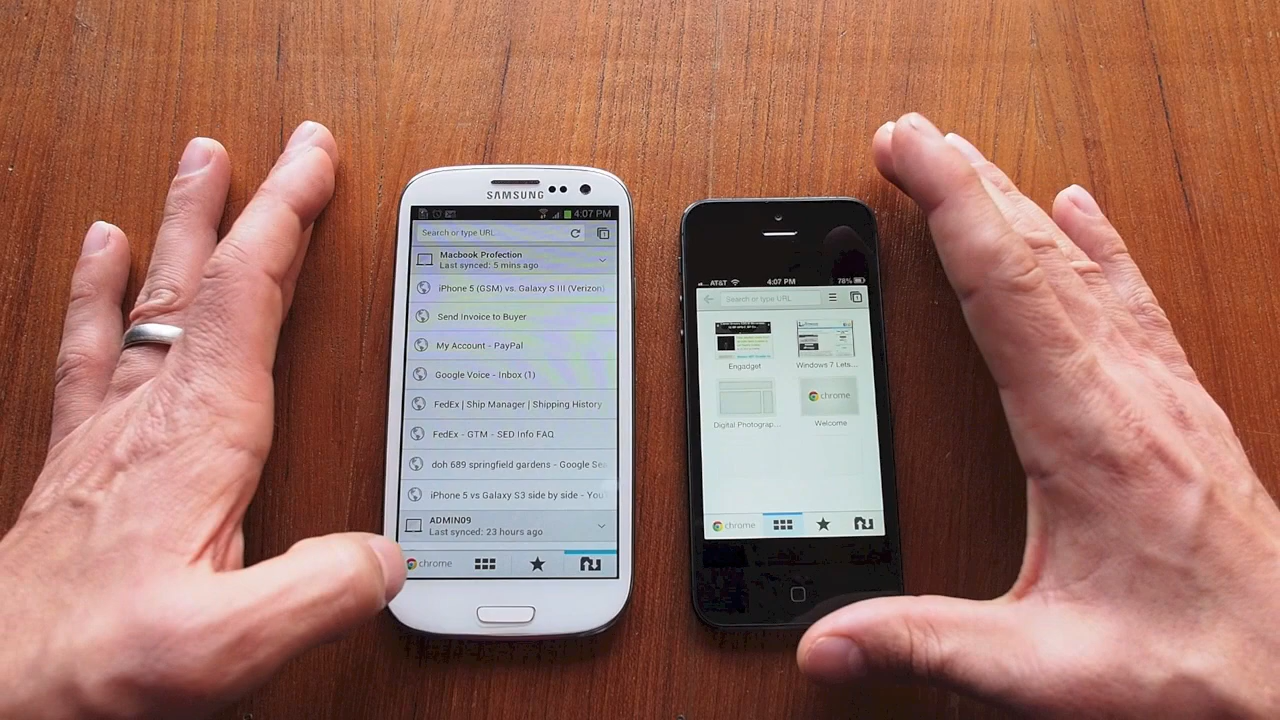 SAMSUNG
4:07 PM
Search or type URL
Macbook Profection
Last synced: 5 mins ago
iPhone 5 (GSM) vs. Galaxy S III (Verizon)
Send Invoice to Buyer
My Account - PayPal
Google Voice - Inbox (1)
FedEx | Ship Manager | Shipping History
FedEx - GTM - SED Info FAQ
doh 689 springfield gardens - Google Sea
iPhone 5 vs Galaxy S3 side by side - You
ADMIN09
Last synced: 23 hours ago
chrome
AT&T 4:07 PM 78%
Search or type URL
Engadget
Windows 7 Lets...
chrome
Digital Photograp...
Welcome
chrome